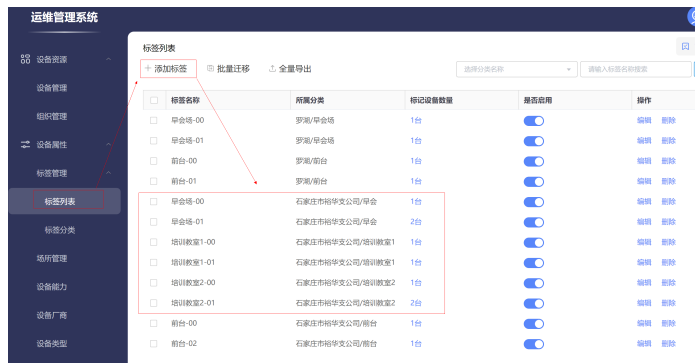 运维管理系统
设备资源
设备管理
组织管理
设备属性
标签管理
标签列表
标签分类
场所管理
设备能力
设备厂商
设备类型
标签列表
+ 添加标签 批量迁移 全量导出 选择分类名称 请输入标签名称搜索
标签名称 所属分类 标记设备数量 是否启用 操作
早会场-00 罗湖/早会场 1台 编辑 删除
早会场-01 罗湖/早会场 1台 编辑 删除
前台-00 罗湖/前台 1台 编辑 删除
前台-01 罗湖/前台 1台 编辑 删除
早会场-00 石家庄市裕华支公司/早会 1台 编辑 删除
早会场-01 石家庄市裕华支公司/早会 2台 编辑 删除
培训教室1-00 石家庄市裕华支公司/培训教室1 1台 编辑 删除
培训教室1-01 石家庄市裕华支公司/培训教室1 1台 编辑 删除
培训教室2-00 石家庄市裕华支公司/培训教室2 1台 编辑 删除
培训教室2-01 石家庄市裕华支公司/培训教室2 2台 编辑 删除
前台-00 石家庄市裕华支公司/前台 1台 编辑 删除
前台-02 石家庄市裕华支公司/前台 1台 编辑 删除